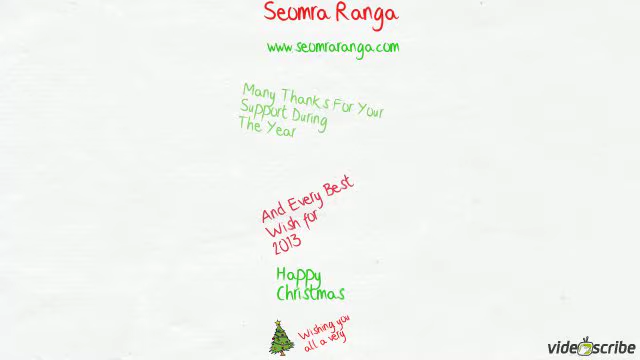 Seomra Ranga
www.seomraranga.com
Many Thanks For Your
Support During
The Year
And Every Best
Wish for
2013
Happy
Christmas
Wishing you
all a very
videoscribe